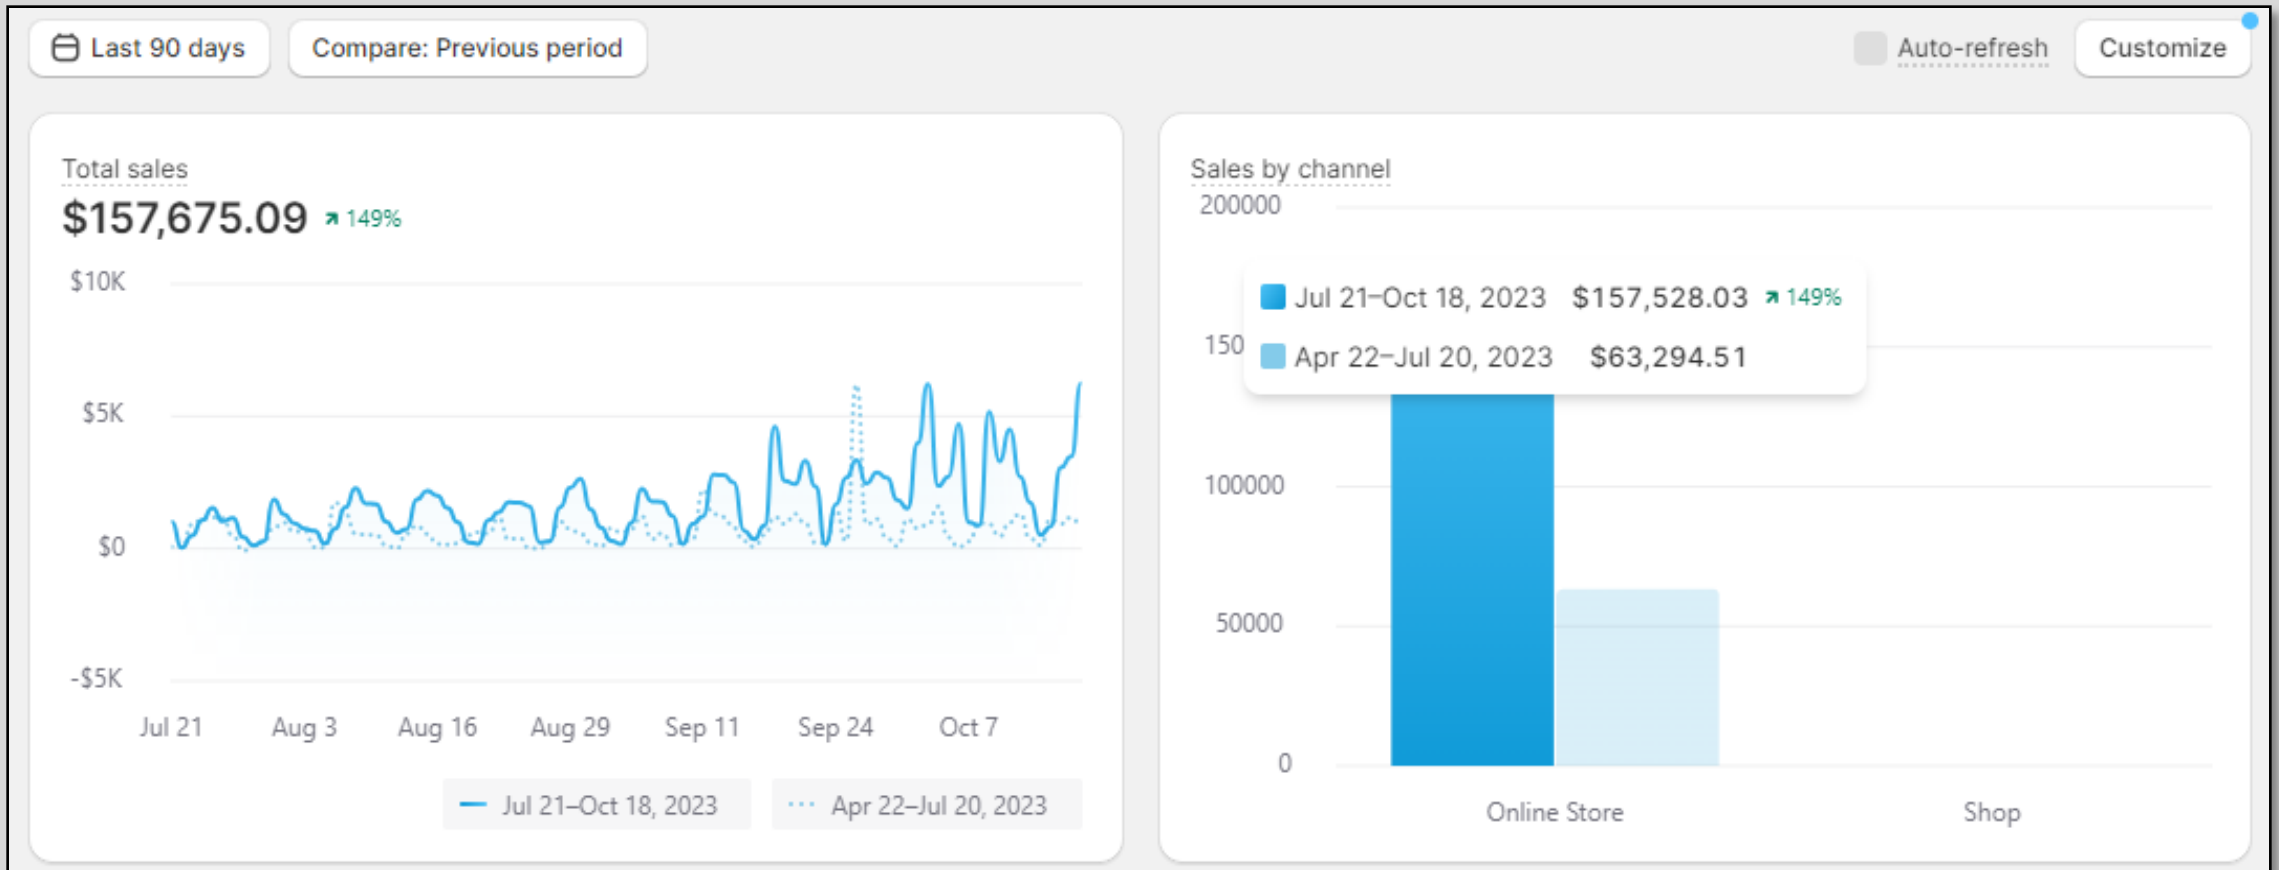 Last 90 days
Compare: Previous period
Auto-refresh
Customize
Total sales
$157,675.09 149%
$10K
$5K
$0
-$5K
Jul 21 Aug 3 Aug 16 Aug 29 Sep 11 Sep 24 Oct 7
Jul 21–Oct 18, 2023
Apr 22–Jul 20, 2023
Sales by channel
200000
Jul 21–Oct 18, 2023 $157,528.03 149%
150
Apr 22–Jul 20, 2023 $63,294.51
100000
50000
0
Online Store
Shop